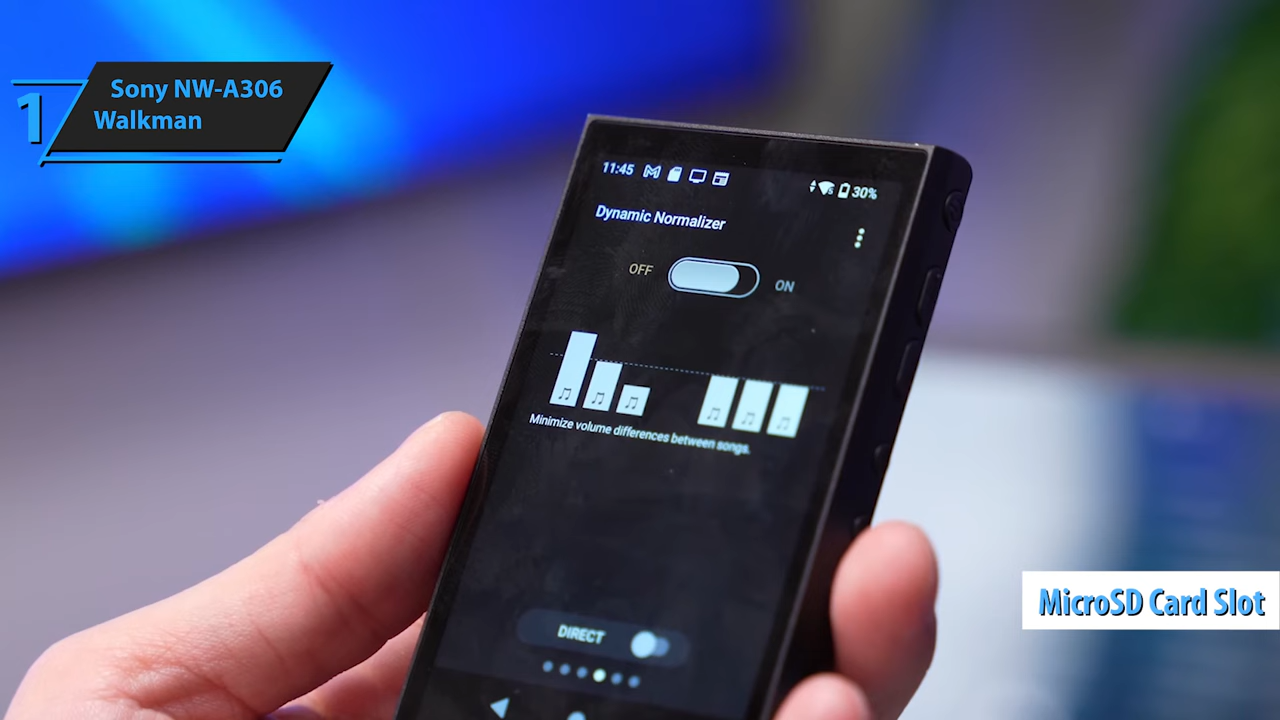 1
Sony NW-A306
Walkman
11:45
30%
Dynamic Normalizer
OFF
ON
Minimize volume differences between songs.
DIRECT
MicroSD Card Slot